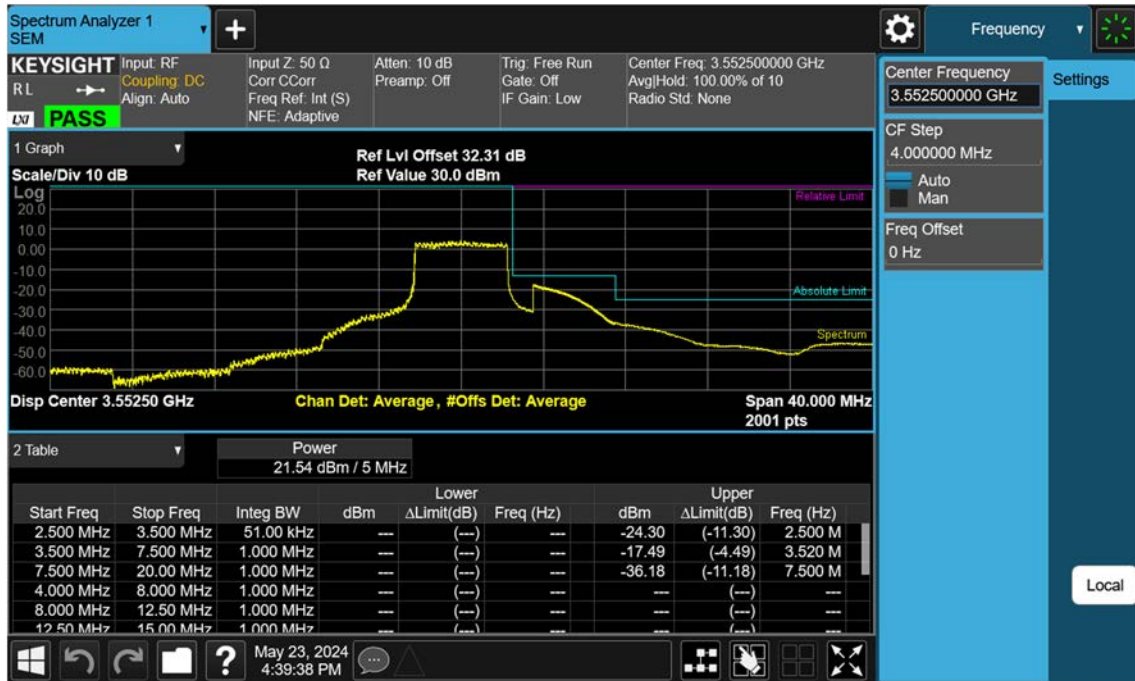 Spectrum Analyzer 1
SEM
Frequency
KEYSIGHT
R L
LXI
PASS
Input: RF
Coupling: DC
Align: Auto
Input Z: 50 Ω
Corr CCorr
Freq Ref: Int (S)
NFE: Adaptive
Atten: 10 dB
Preamp: Off
Trig: Free Run
Gate: Off
IF Gain: Low
Center Freq: 3.552500000 GHz
Avg|Hold: 100.00% of 10
Radio Std: None
Center Frequency
3.552500000 GHz
Settings
CF Step
4.000000 MHz
Auto
Man
Freq Offset
0 Hz
Local
1 Graph
Ref Lvl Offset 32.31 dB
Scale/Div 10 dB Ref Value 30.0 dBm
Log
20.0
10.0
0.00
-10.0
-20.0
-30.0
-40.0
-50.0
-60.0
Relative Limit
Absolute Limit
Spectrum
Disp Center 3.55250 GHz Chan Det: Average, #Offs Det: Average Span 40.000 MHz
2001 pts
2 Table
Power
21.54 dBm / 5 MHz
Lower Upper
Start Freq Stop Freq Integ BW dBm ΔLimit(dB) Freq (Hz) dBm ΔLimit(dB) Freq (Hz)
2.500 MHz 3.500 MHz 51.00 kHz --- (---) --- -24.30 (-11.30) 2.500 M
3.500 MHz 7.500 MHz 1.000 MHz --- (---) --- -17.49 (-4.49) 3.520 M
7.500 MHz 20.00 MHz 1.000 MHz --- (---) --- -36.18 (-11.18) 7.500 M
4.000 MHz 8.000 MHz 1.000 MHz --- (---) --- --- (---) ---
8.000 MHz 12.50 MHz 1.000 MHz --- (---) --- --- (---) ---
12.50 MHz 15.00 MHz 1.000 MHz --- (---) --- --- (---) ---
?
May 23, 2024
4:39:38 PM